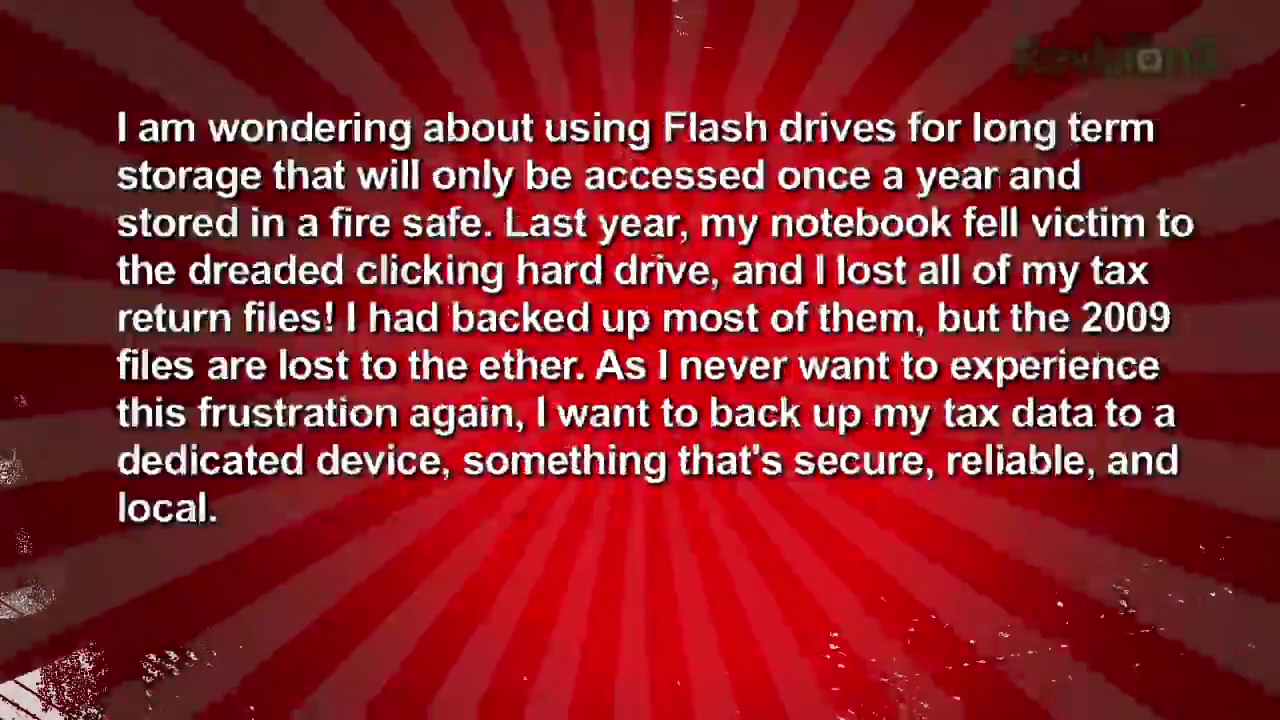 I am wondering about using Flash drives for long term
storage that will only be accessed once a year and
stored in a fire safe. Last year, my notebook fell victim to
the dreaded clicking hard drive, and I lost all of my tax
return files! I had backed up most of them, but the 2009
files are lost to the ether. As I never want to experience
this frustration again, I want to back up my tax data to a
dedicated device, something that's secure, reliable, and
local.